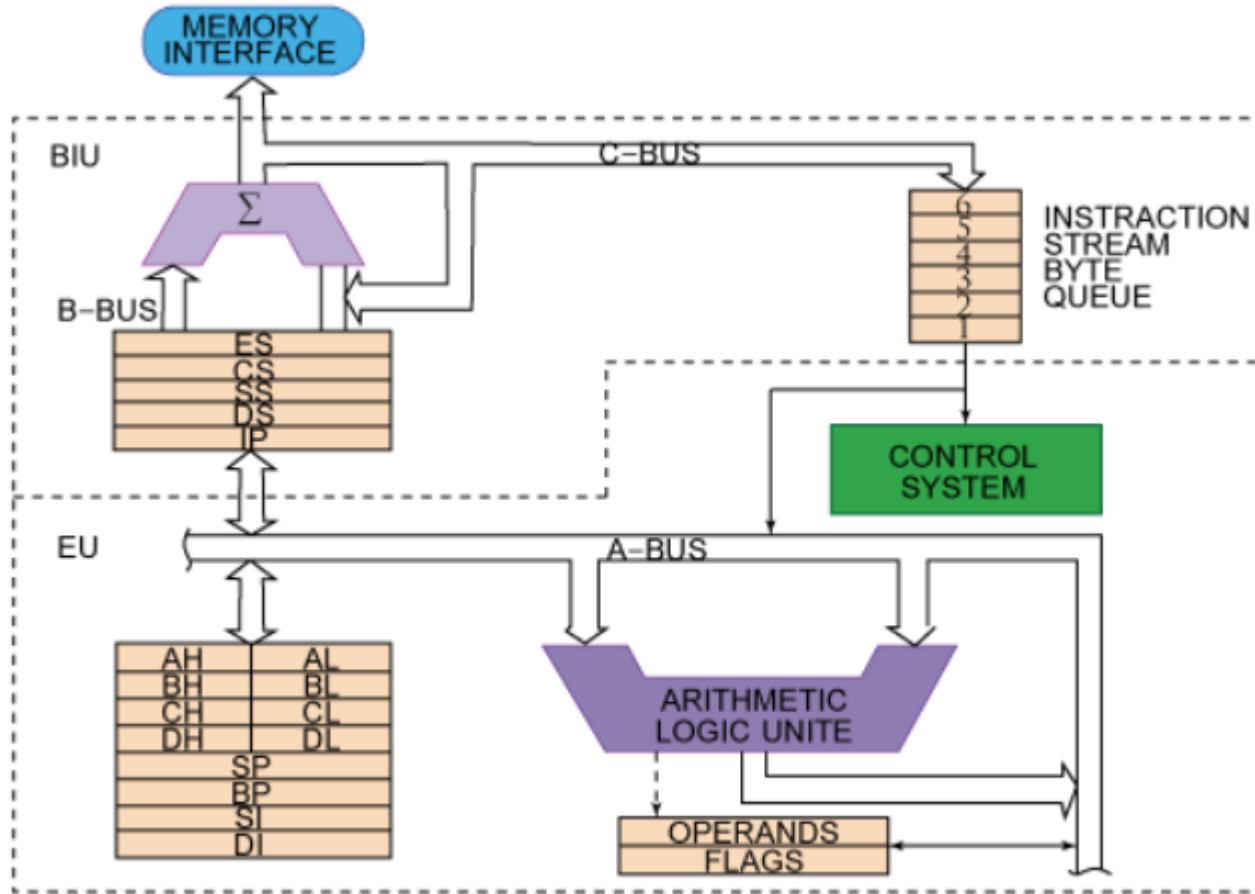 MEMORY
INTERFACE
BIU
C-BUS
Σ
B-BUS
6
5
4
3
2
1
INSTRACTION
STREAM
BYTE
QUEUE
ES
CS
SS
DS
IP
CONTROL
SYSTEM
EU
A-BUS
AH AL
BH BL
CH CL
DH DL
SP
BP
SI
DI
ARITHMETIC
LOGIC UNITE
OPERANDS
FLAGS